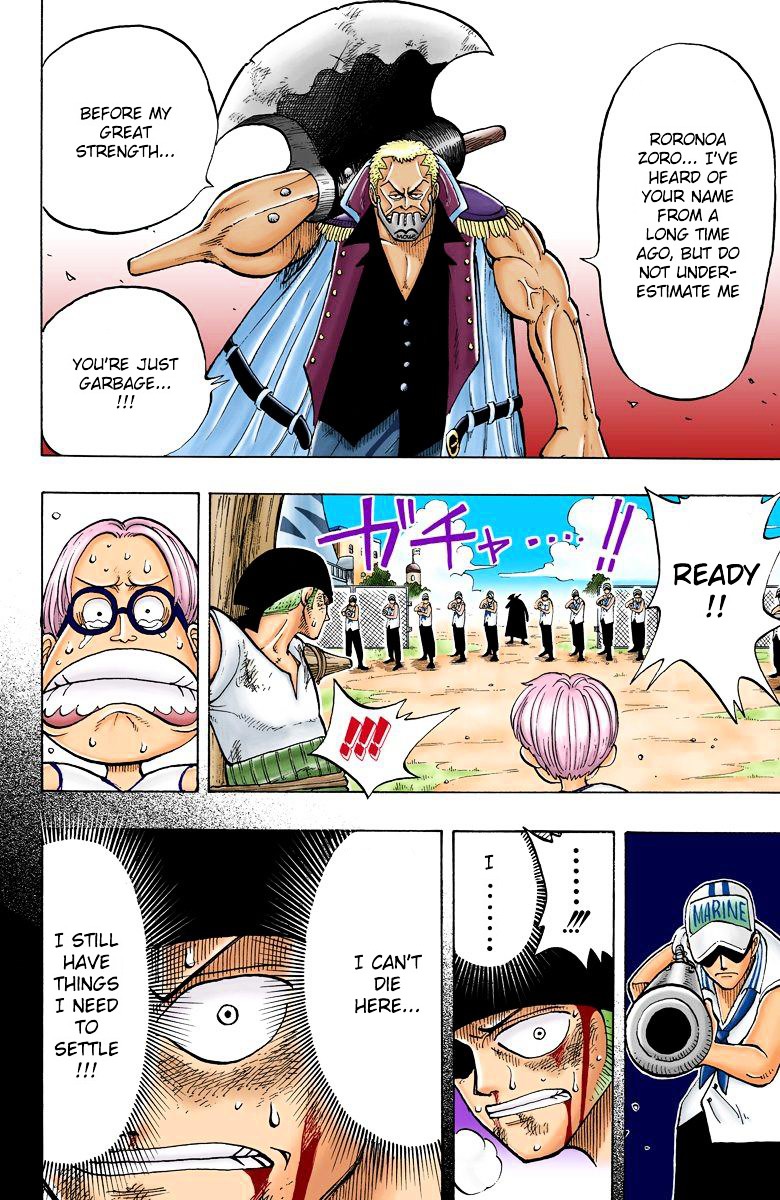 RORONOA
ZORO... I'VE
HEARD OF
YOUR NAME
FROM A
LONG TIME
AGO, BUT DO
NOT UNDER-
ESTIMATE ME
BEFORE MY
GREAT
STRENGTH...
YOU'RE JUST
GARBAGE...
!!!
READY
!!
ガチャ....!!
!!!
MARINE
......!!!
I
......
I CAN'T
DIE
HERE...
I STILL
HAVE
THINGS
I NEED
TO
SETTLE
!!!